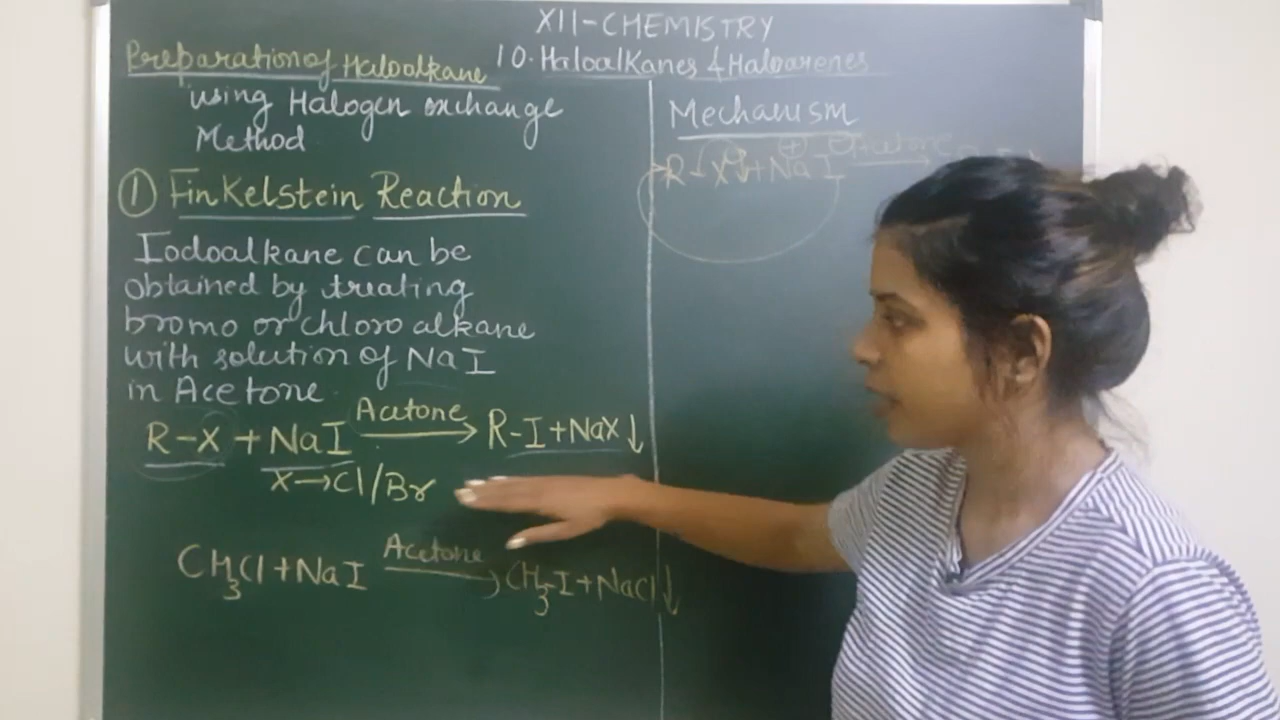 XII-CHEMISTRY
10. Haloalkanes & Haloarenes
Preparation of Haloalkane
using Halogen exchange
Method
① Finkelstein Reaction
Iodoalkane can be
obtained by treating
bromo or chloro alkane
with solution of NaI
in Acetone
Acetone
R-X + NaI → R-I + NaX ↓
X→Cl/Br
Acetone
CH3Cl + NaI → CH3I + NaCl ↓
Mechanism
Acetone
R-X + NaI →